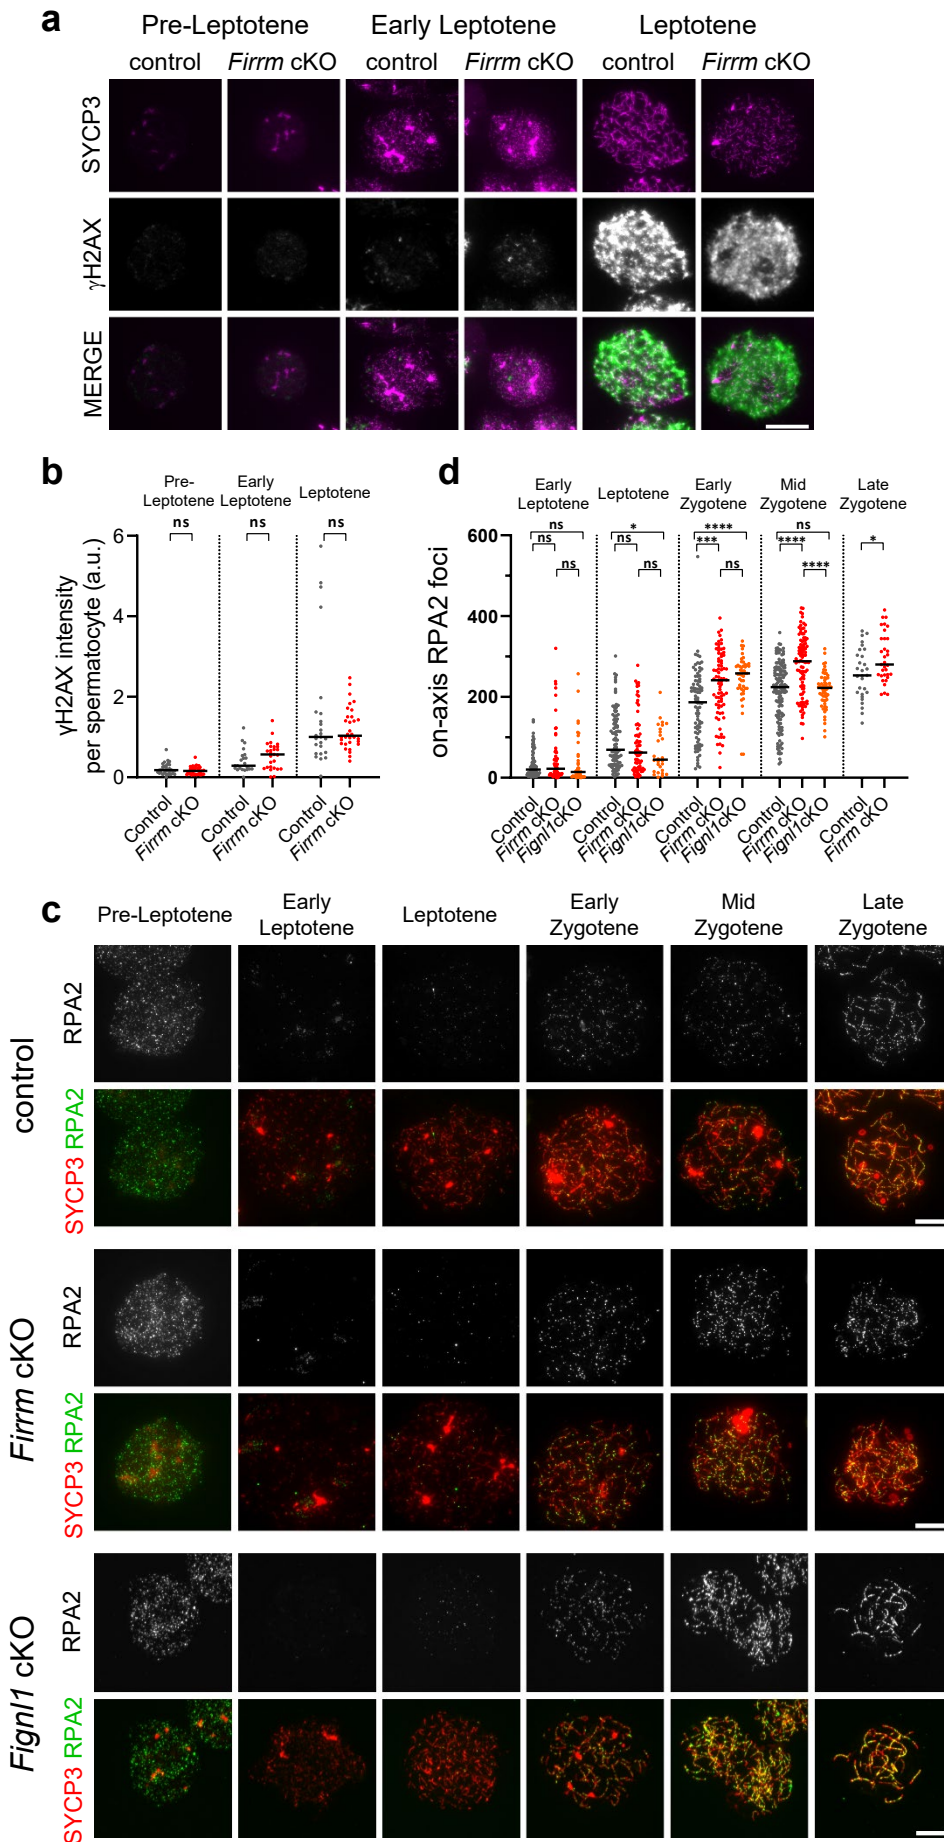 a
Pre-Leptotene Early Leptotene Leptotene
control Firrm cKO control Firrm cKO control Firrm cKO
SYCP3
γH2AX
MERGE
b
Pre-
Leptotene
Early
Leptotene
Leptotene
ns ns ns
6
4
2
0
γH2AX intensity
per spermatocyte (a.u.)
Control
Firrm cKO
Control
Firrm cKO
Control
Firrm cKO
d
Early
Leptotene
Leptotene
Early
Zygotene
Mid
Zygotene
Late
Zygotene
ns * **** ns
ns ns *** **** *
ns ns ns ****
600
400
200
0
on-axis RPA2 foci
Control
Firrm cKO
Fignl1cKO
Control
Firrm cKO
Fignl1cKO
Control
Firrm cKO
Fignl1cKO
Control
Firrm cKO
Fignl1cKO
Control
Firrm cKO
c
Pre-Leptotene
Early
Leptotene
Leptotene
Early
Zygotene
Mid
Zygotene
Late
Zygotene
control
RPA2
SYCP3 RPA2
Firrm cKO
RPA2
SYCP3 RPA2
Fignl1 cKO
RPA2
SYCP3 RPA2